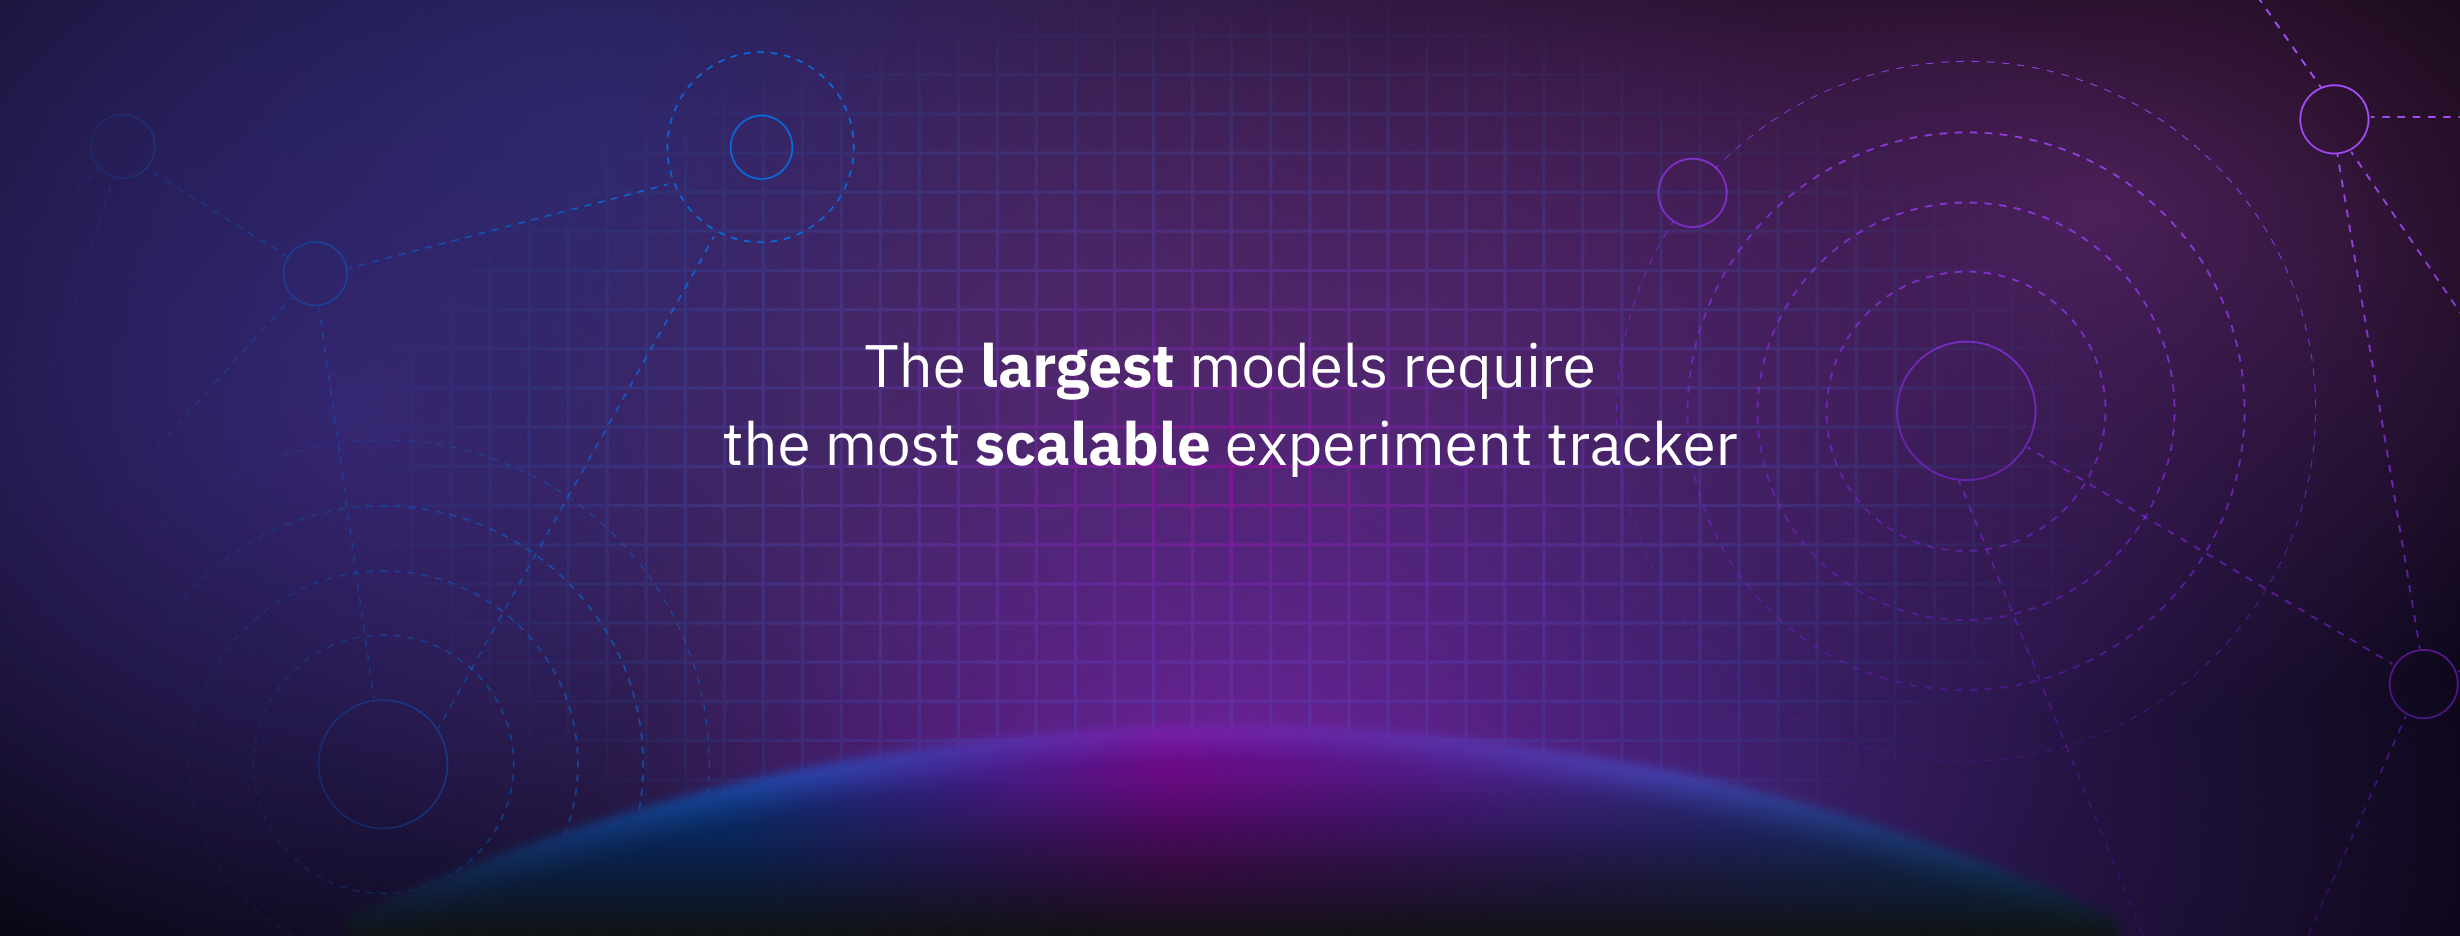 The largest models require
the most scalable experiment tracker